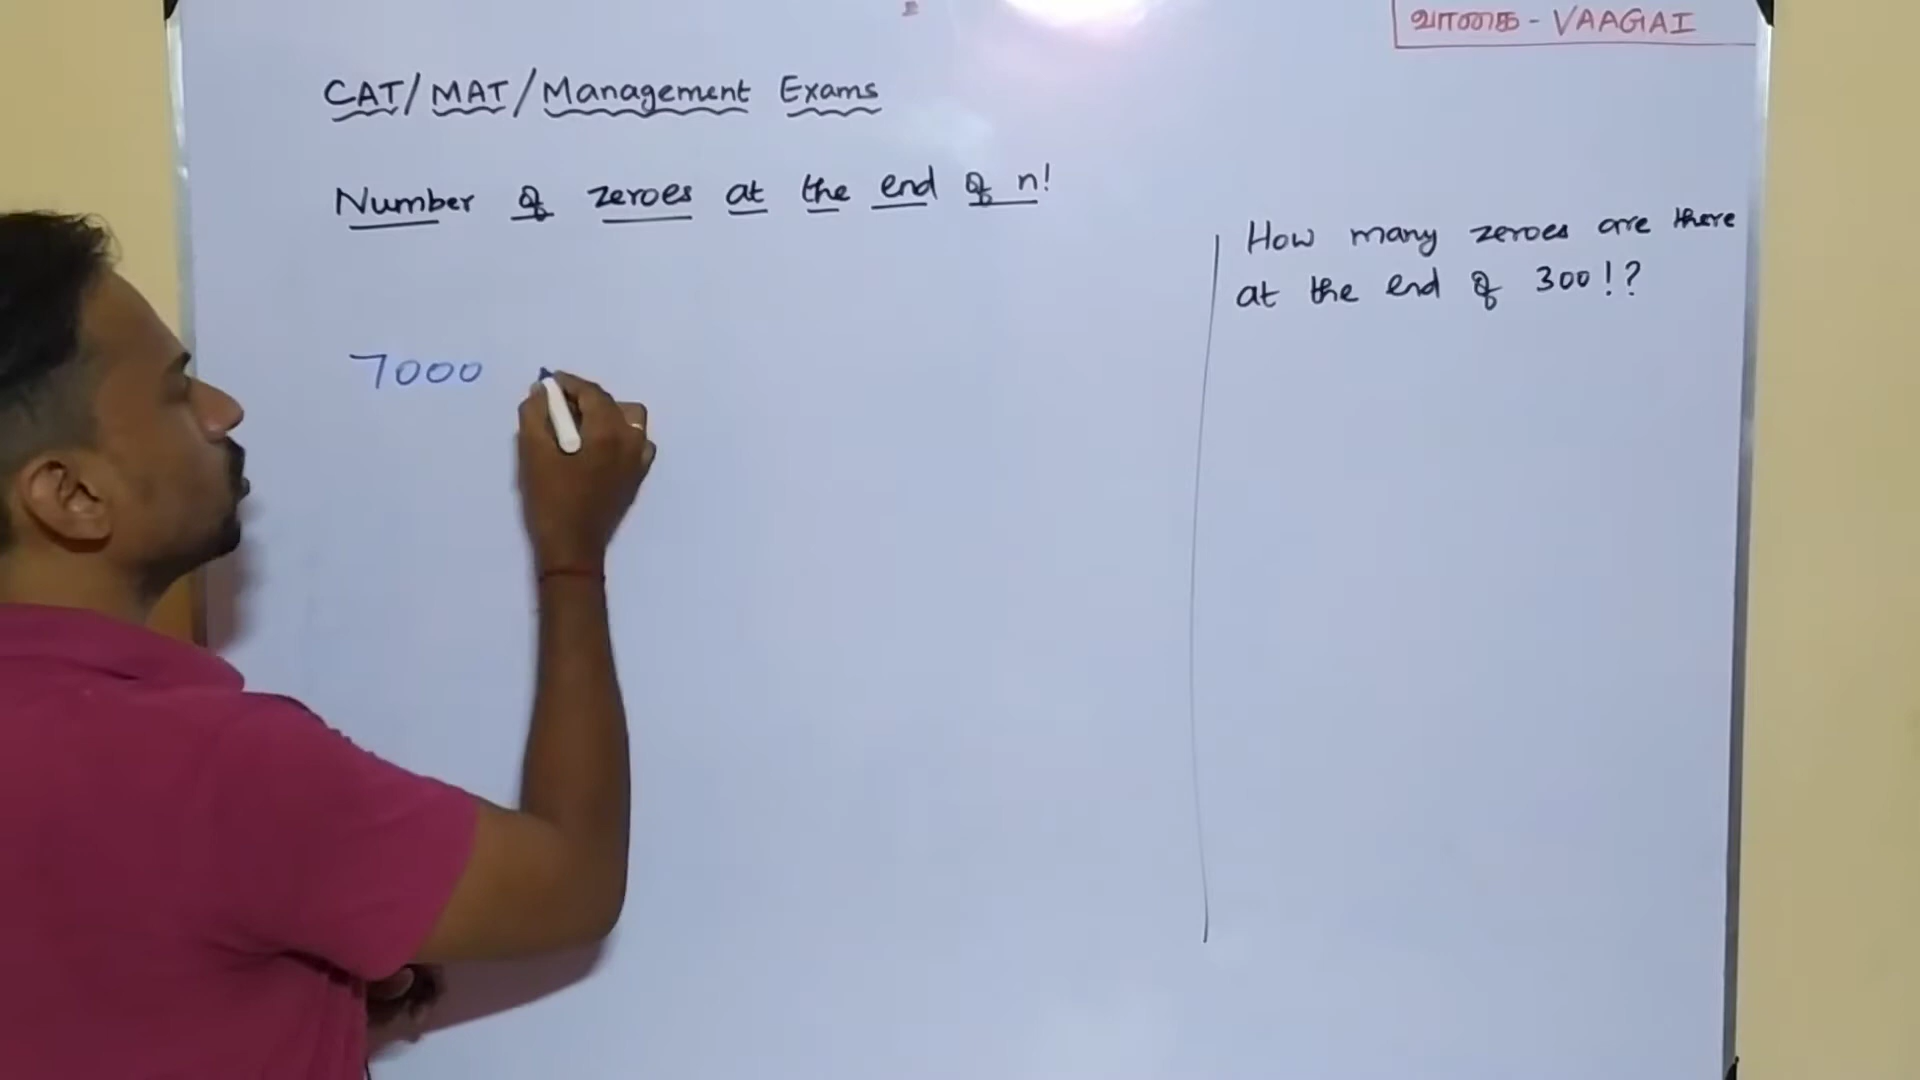 வாகை - VAAGAI
CAT/MAT/Management Exams
Number of zeroes at the end of n!
7000
How many zeroes are there
at the end of 300!?